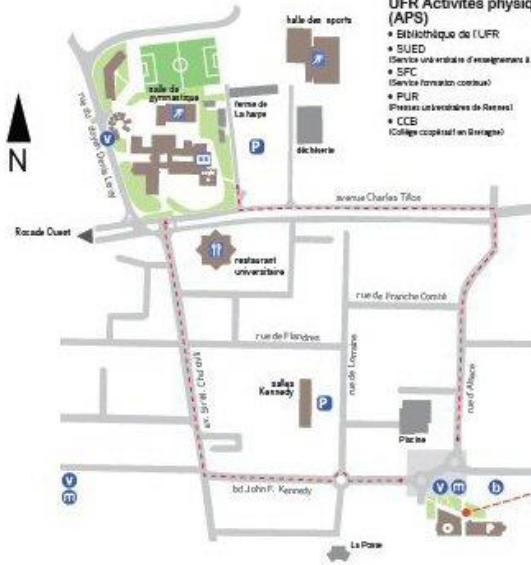 UFR Activités physiq
(APS)
• Bibliothèque de l'UFR
• SUED
(Service universitaire d'enseignement à
• SFC
(Service formation continue)
• PUR
(Presses universitaires de Rennes)
• CCB
(Collège coopératif en Bretagne)
halle des sports
salle de
gymnastique
ferme de
La harpe
rue du doyen Denis Leroy
V
P
déchèterie
N
avenue Charles Tillon
Rocade Ouest
restaurant
universitaire
rue de Franche Comté
rue de Flandres
rue de Lorraine
rue d'Alsace
av. Sir W. Churchill
salles
Kennedy
P
Piscine
V
m
bd John F. Kennedy
V
m
b
O
P
La Poste